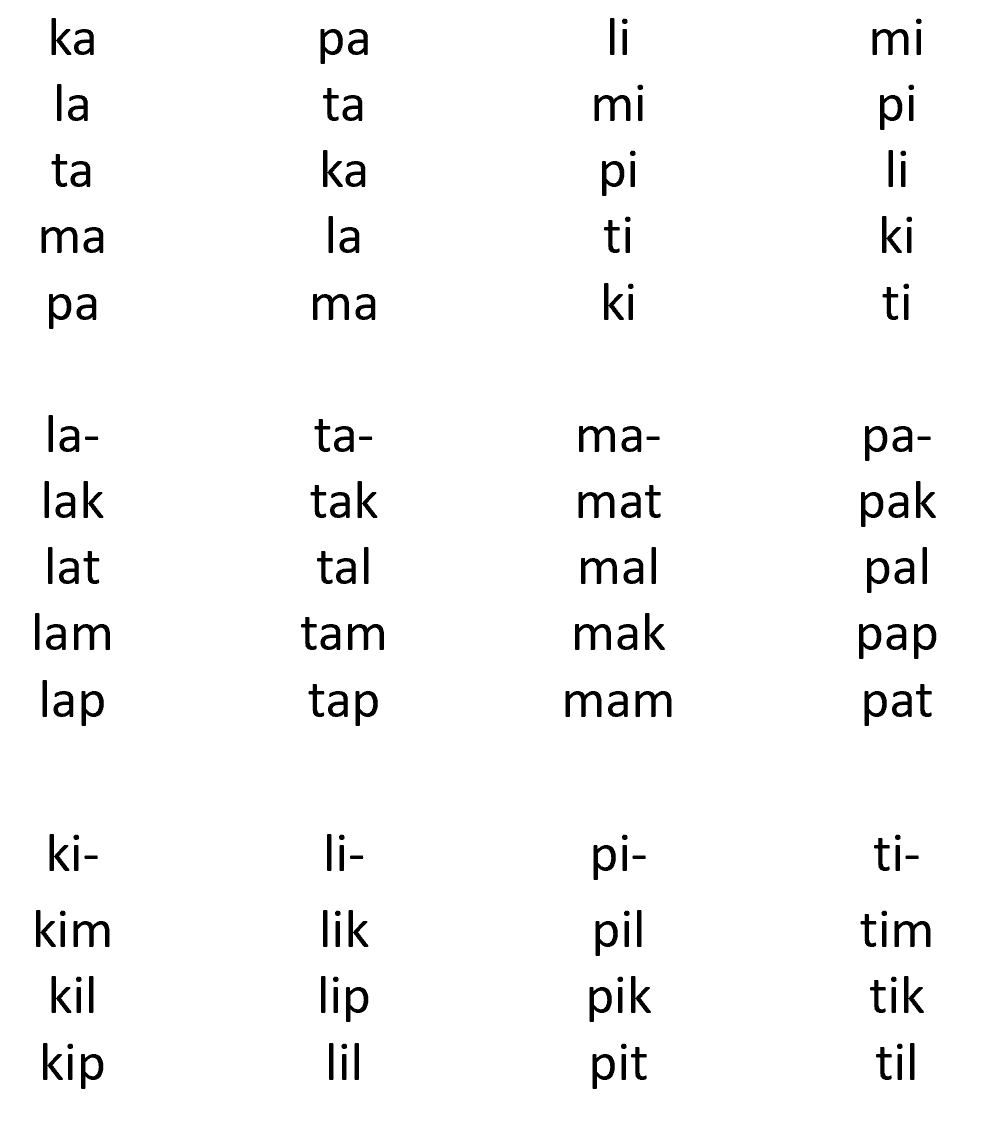 ka pa li mi
la ta mi pi
ta ka pi li
ma la ti ki
pa ma ki ti
la- ta- ma- pa-
lak tak mat pak
lat tal mal pal
lam tam mak pap
lap tap mam pat
ki- li- pi- ti-
kim lik pil tim
kil lip pik tik
kip lil pit til